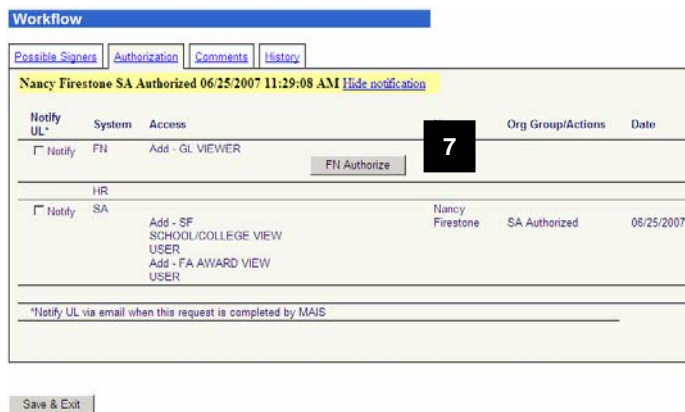 Workflow
Possible Signers Authorization Comments History
Nancy Firestone SA Authorized 06/25/2007 11:29:08 AM Hide notification
Notify UL* System Access Org Group/Actions Date
Notify FN Add - GL VIEWER
FN Authorize
7
HR
Notify SA
Add - SF SCHOOL/COLLEGE VIEW USER
Add - FA AWARD VIEW USER
Nancy Firestone SA Authorized 06/25/2007
*Notify UL via email when this request is completed by MAIS
Save & Exit